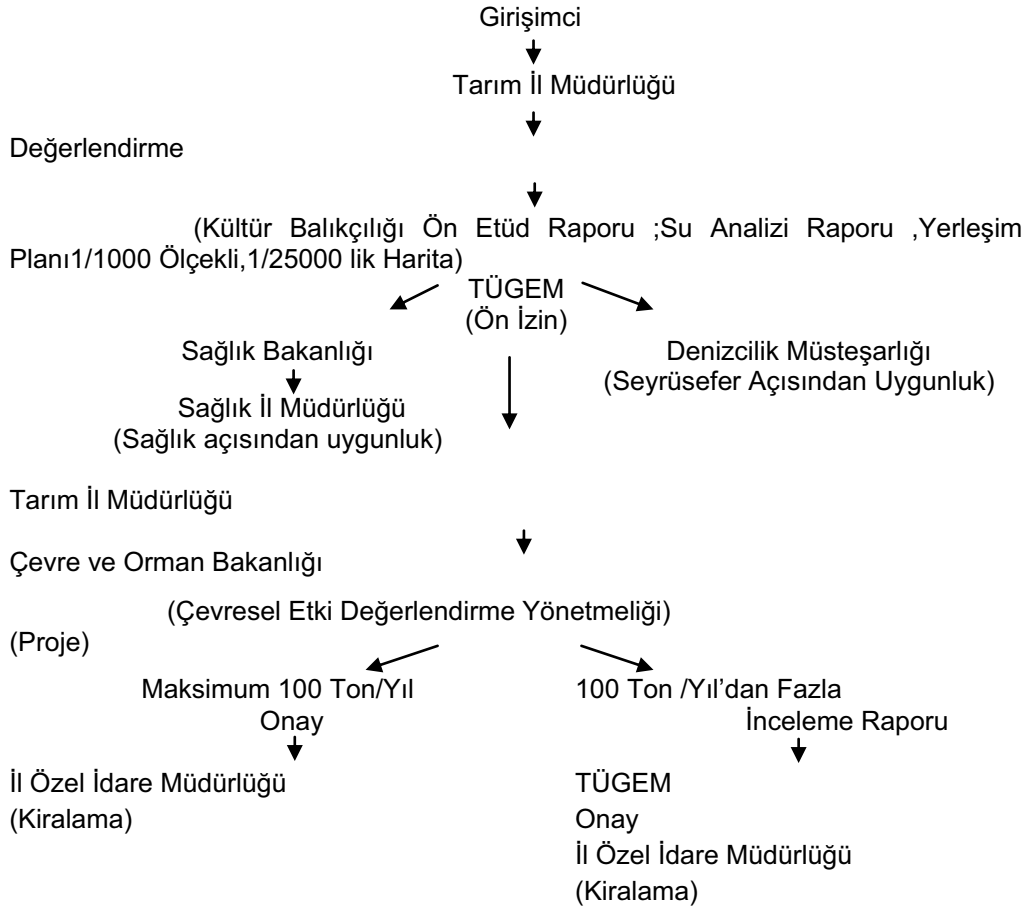 Girişimci
Tarım İl Müdürlüğü
Değerlendirme
(Kültür Balıkçılığı Ön Etüd Raporu ;Su Analizi Raporu ,Yerleşim
Planı1/1000 Ölçekli,1/25000 lik Harita)
TÜGEM
(Ön İzin)
Sağlık Bakanlığı
Denizcilik Müsteşarlığı
(Seyrüsefer Açısından Uygunluk)
Sağlık İl Müdürlüğü
(Sağlık açısından uygunluk)
Tarım İl Müdürlüğü
Çevre ve Orman Bakanlığı
(Çevresel Etki Değerlendirme Yönetmeliği)
(Proje)
Maksimum 100 Ton/Yıl
Onay
100 Ton /Yıl’dan Fazla
İnceleme Raporu
İl Özel İdare Müdürlüğü
(Kiralama)
TÜGEM
Onay
İl Özel İdare Müdürlüğü
(Kiralama)